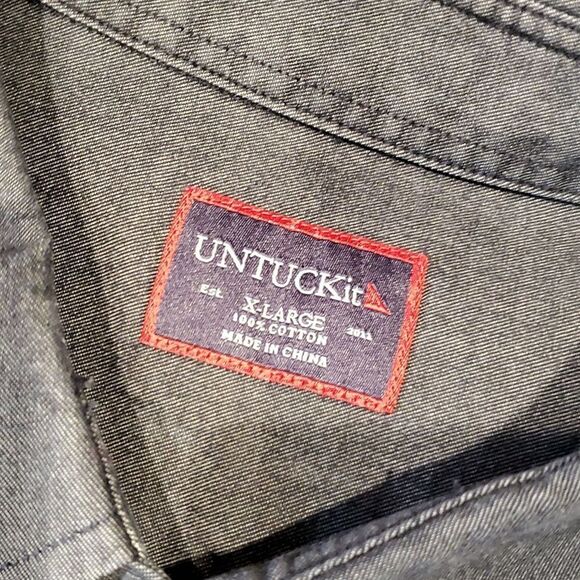 UNTUCKit
Est. X-LARGE 2011
100% COTTON
MADE IN CHINA